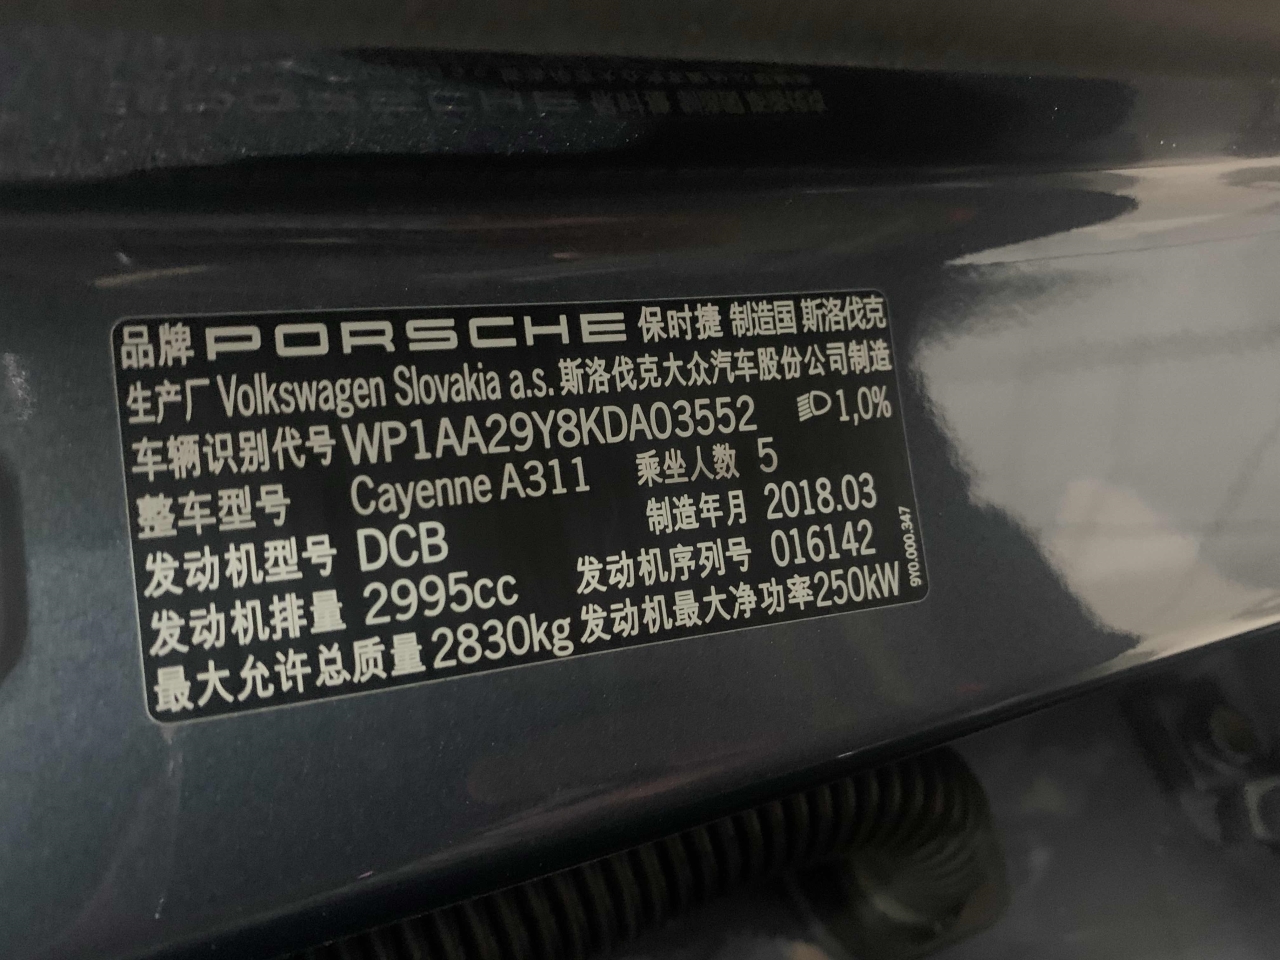 品牌 PORSCHE 保时捷 制造国 斯洛伐克
生产厂 Volkswagen Slovakia a.s. 斯洛伐克大众汽车股份公司制造
车辆识别代号 WP1AA29Y8KDA03552 1,0%
整车型号 Cayenne A311 乘坐人数 5
发动机型号 DCB 制造年月 2018.03
发动机排量 2995cc 发动机序列号 016142
最大允许总质量 2830kg 发动机最大净功率 250kW
9Y0.000.347